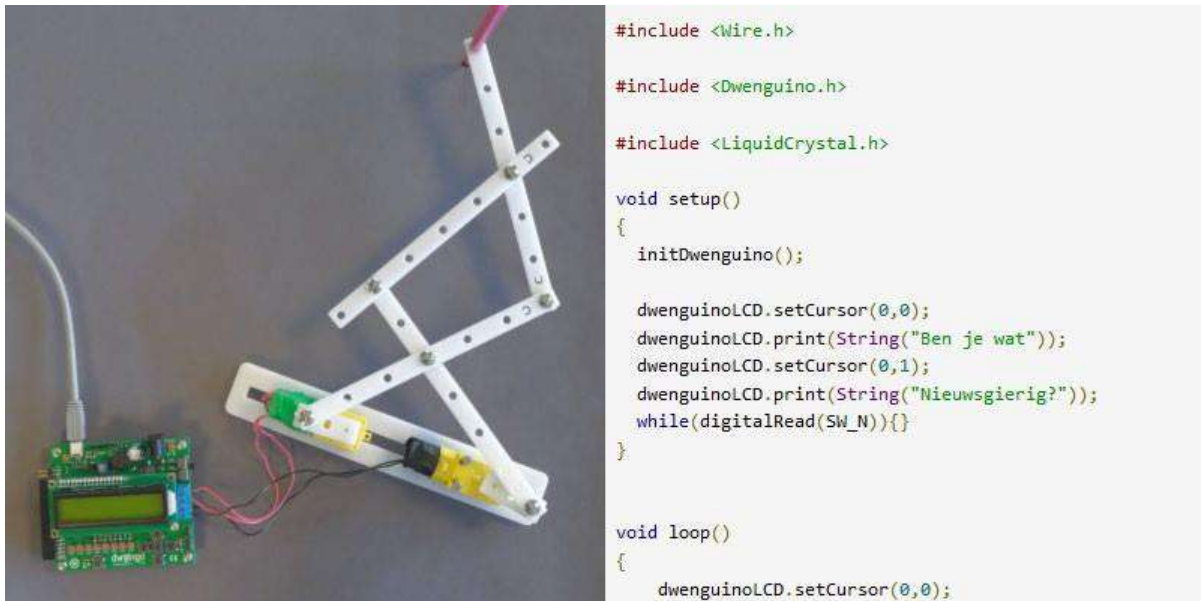 #include <Wire.h>
#include <Dwenguino.h>
#include <LiquidCrystal.h>
void setup()
{
  initDwenguino();
  dwenguinoLCD.setCursor(0,0);
  dwenguinoLCD.print(String("Ben je wat"));
  dwenguinoLCD.setCursor(0,1);
  dwenguinoLCD.print(String("Nieuwsgierig?"));
  while(digitalRead(SW_N)){}
}
void loop()
{
    dwenguinoLCD.setCursor(0,0);